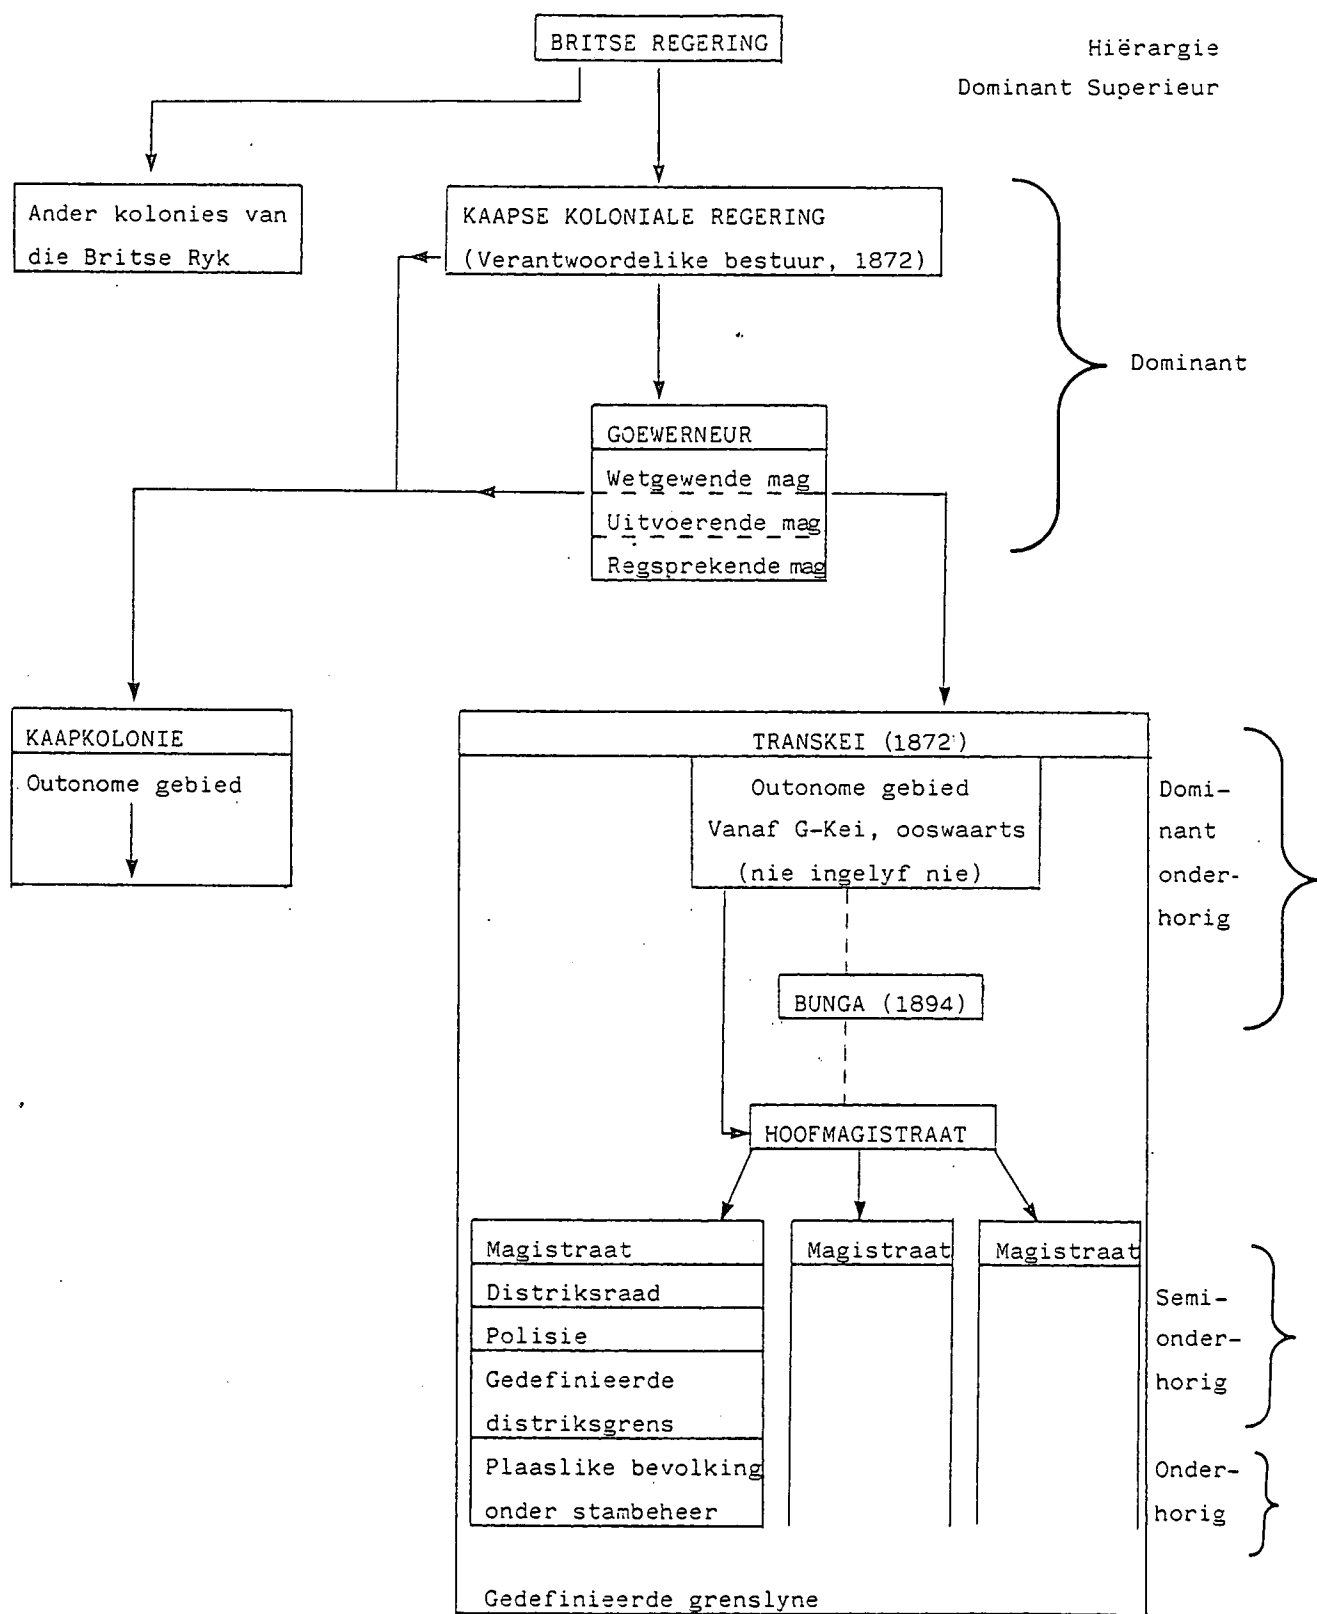 BRITSE REGERING
Hiërargie
Dominant Superieur
Ander kolonies van
die Britse Ryk
KAAPSE KOLONIALE REGERING
(Verantwoordelike bestuur, 1872)
Dominant
GOEWERNEUR
Wetgewende mag
Uitvoerende mag
Regsprekende mag
KAAPKOLONIE
Outonome gebied
TRANSKEI (1872)
Outonome gebied
Vanaf G-Kei, ooswaarts
(nie ingelyf nie)
Domi-
nant
onder-
horig
BUNGA (1894)
HOOFMAGISTRAAT
Magistraat
Distriksraad
Polisie
Gedefinieerde
distriksgrens
Plaaslike bevolking
onder stambeheer
Magistraat
Magistraat
Semi-
onder-
horig
Onder-
horig
Gedefinieerde grenslyne